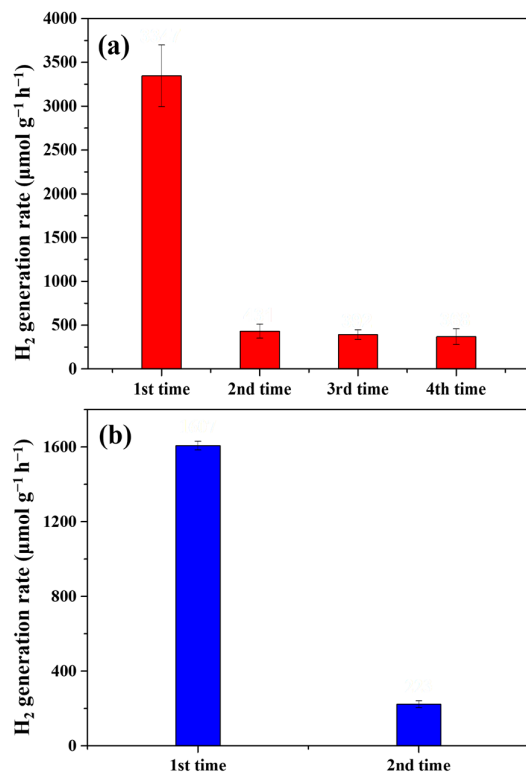 (a)
H₂ generation rate (μmol g⁻¹ h⁻¹)
4000
3500
3000
2500
2000
1500
1000
500
0
1st time 2nd time 3rd time 4th time
(b)
H₂ generation rate (μmol g⁻¹ h⁻¹)
1600
1200
800
400
0
1st time 2nd time